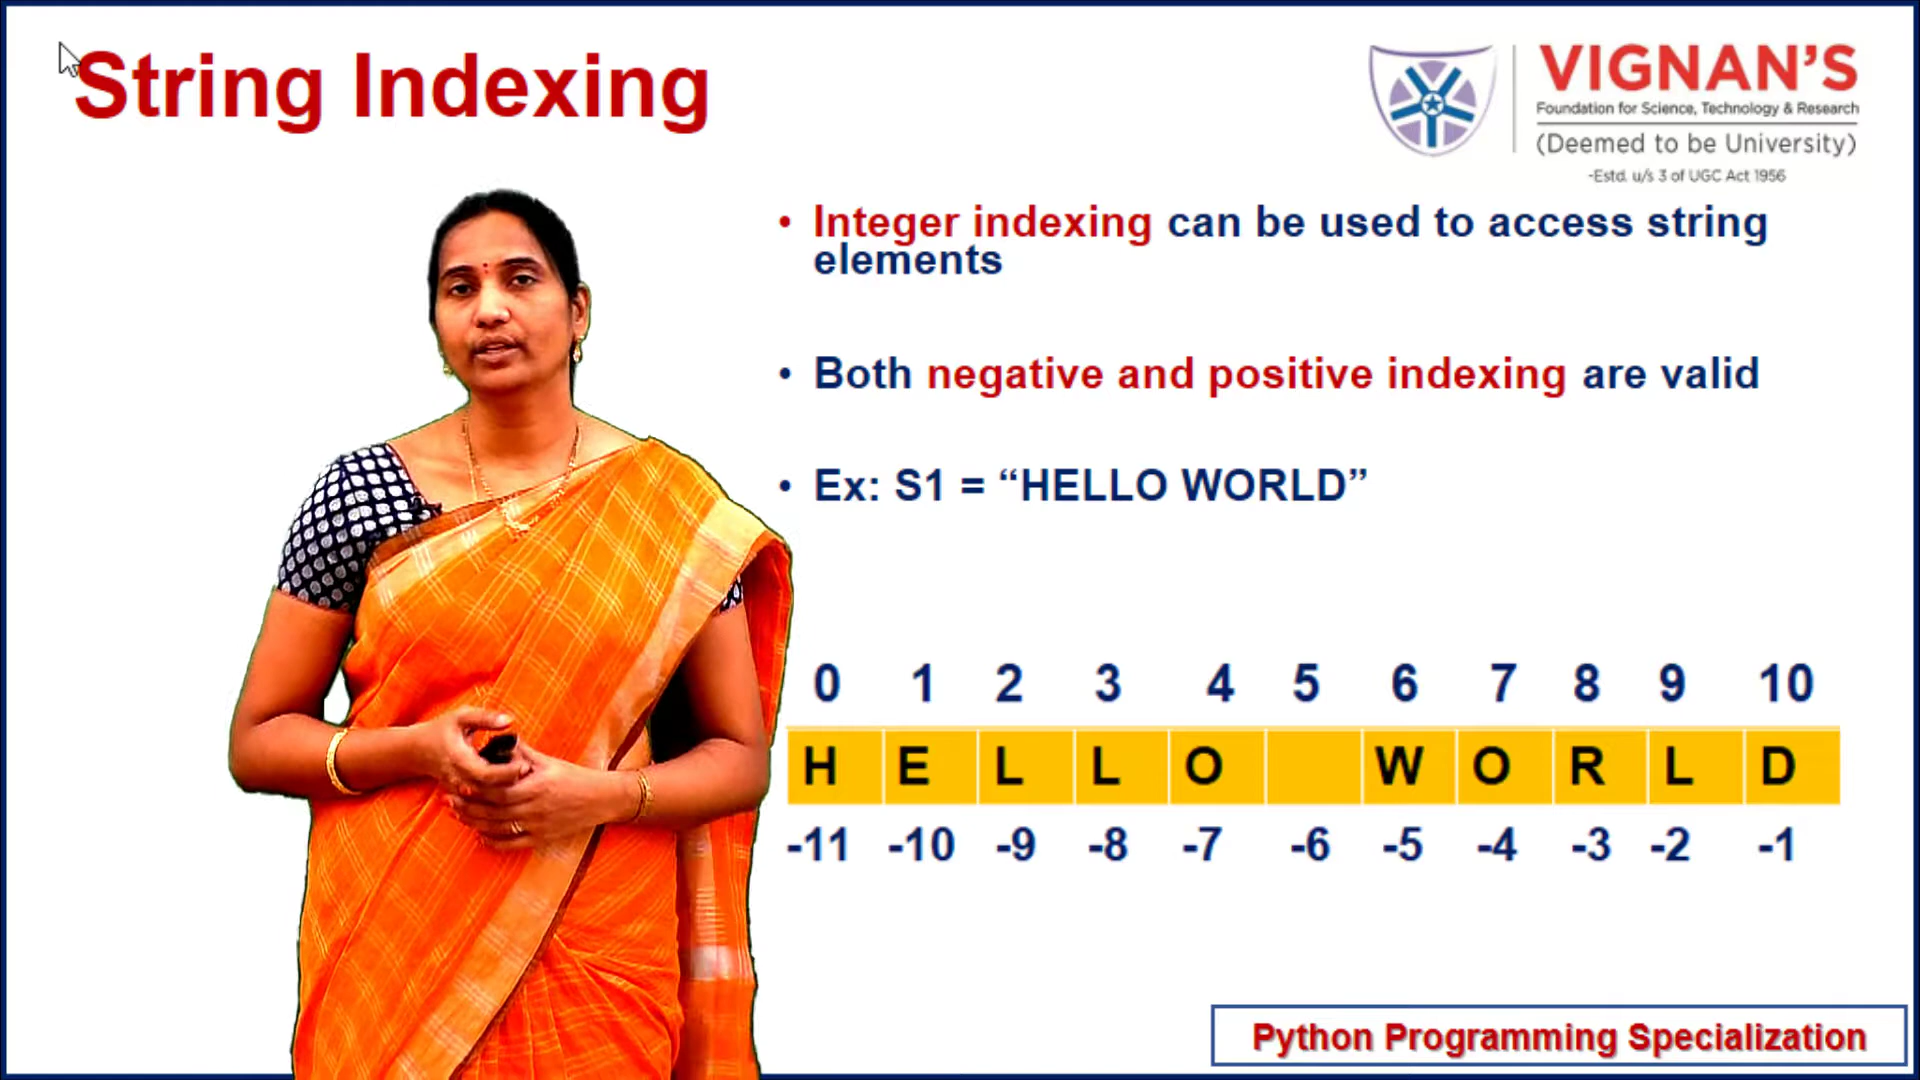 String Indexing
VIGNAN'S
Foundation for Science, Technology & Research
(Deemed to be University)
-Estd. u/s 3 of UGC Act 1956
• Integer indexing can be used to access string
elements
• Both negative and positive indexing are valid
• Ex: S1 = “HELLO WORLD”
0 1 2 3 4 5 6 7 8 9 10
H E L L O W O R L D
-11 -10 -9 -8 -7 -6 -5 -4 -3 -2 -1
Python Programming Specialization